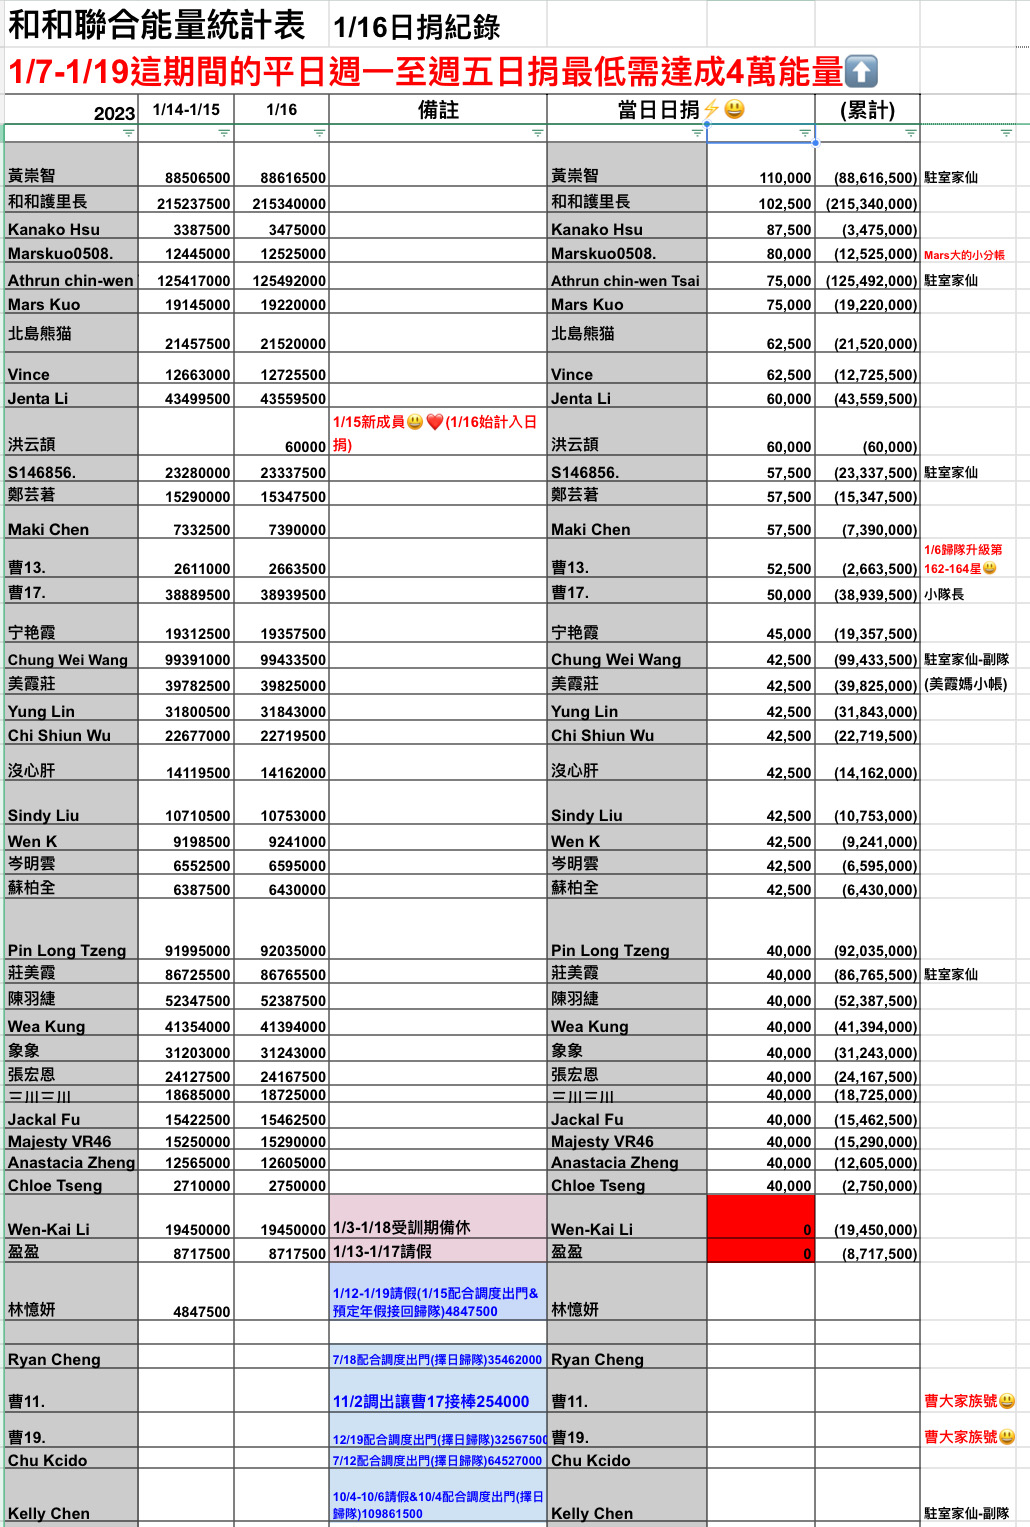 和和聯合能量統計表 1/16日捐紀錄
1/7-1/19這期間的平日週一至週五日捐最低需達成4萬能量⬆️
2023 1/14-1/15 1/16 備註 當日日捐⚡😃 (累計)
黃崇智 88506500 88616500 黃崇智 110,000 (88,616,500) 駐室家仙
和和護里長 215237500 215340000 和和護里長 102,500 (215,340,000)
Kanako Hsu 3387500 3475000 Kanako Hsu 87,500 (3,475,000)
Marskuo0508. 12445000 12525000 Marskuo0508. 80,000 (12,525,000) Mars大的小分帳
Athrun chin-wen 125417000 125492000 Athrun chin-wen Tsai 75,000 (125,492,000) 駐室家仙
Mars Kuo 19145000 19220000 Mars Kuo 75,000 (19,220,000)
北島熊猫 21457500 21520000 北島熊猫 62,500 (21,520,000)
Vince 12663000 12725500 Vince 62,500 (12,725,500)
Jenta Li 43499500 43559500 Jenta Li 60,000 (43,559,500)
1/15新成員😃❤️(1/16始計入日
洪云頡 60000 捐) 洪云頡 60,000 (60,000)
S146856. 23280000 23337500 S146856. 57,500 (23,337,500) 駐室家仙
鄭芸著 15290000 15347500 鄭芸著 57,500 (15,347,500)
Maki Chen 7332500 7390000 Maki Chen 57,500 (7,390,000)
1/6歸隊升級第
曹13. 2611000 2663500 曹13. 52,500 (2,663,500) 162-164星😃
曹17. 38889500 38939500 曹17. 50,000 (38,939,500) 小隊長
宁艳霞 19312500 19357500 宁艳霞 45,000 (19,357,500)
Chung Wei Wang 99391000 99433500 Chung Wei Wang 42,500 (99,433,500) 駐室家仙-副隊
美霞莊 39782500 39825000 美霞莊 42,500 (39,825,000) (美霞媽小帳)
Yung Lin 31800500 31843000 Yung Lin 42,500 (31,843,000)
Chi Shiun Wu 22677000 22719500 Chi Shiun Wu 42,500 (22,719,500)
沒心肝 14119500 14162000 沒心肝 42,500 (14,162,000)
Sindy Liu 10710500 10753000 Sindy Liu 42,500 (10,753,000)
Wen K 9198500 9241000 Wen K 42,500 (9,241,000)
岑明雲 6552500 6595000 岑明雲 42,500 (6,595,000)
蘇柏全 6387500 6430000 蘇柏全 42,500 (6,430,000)
Pin Long Tzeng 91995000 92035000 Pin Long Tzeng 40,000 (92,035,000)
莊美霞 86725500 86765500 莊美霞 40,000 (86,765,500) 駐室家仙
陳羽緁 52347500 52387500 陳羽緁 40,000 (52,387,500)
Wea Kung 41354000 41394000 Wea Kung 40,000 (41,394,000)
象象 31203000 31243000 象象 40,000 (31,243,000)
張宏恩 24127500 24167500 張宏恩 40,000 (24,167,500)
三川三川 18685000 18725000 三川三川 40,000 (18,725,000)
Jackal Fu 15422500 15462500 Jackal Fu 40,000 (15,462,500)
Majesty VR46 15250000 15290000 Majesty VR46 40,000 (15,290,000)
Anastacia Zheng 12565000 12605000 Anastacia Zheng 40,000 (12,605,000)
Chloe Tseng 2710000 2750000 Chloe Tseng 40,000 (2,750,000)
Wen-Kai Li 19450000 19450000 1/3-1/18受訓期備休 Wen-Kai Li 0 (19,450,000)
盈盈 8717500 8717500 1/13-1/17請假 盈盈 0 (8,717,500)
1/12-1/19請假(1/15配合調度出門&
林憶妍 4847500 預定年假接回歸隊)4847500 林憶妍
Ryan Cheng 7/18配合調度出門(擇日歸隊)35462000 Ryan Cheng
曹11. 11/2調出讓曹17接棒254000 曹11. 曹大家族號😃
曹19. 12/19配合調度出門(擇日歸隊)3256750 曹19. 曹大家族號😃
Chu Kcido 7/12配合調度出門(擇日歸隊)64527000 Chu Kcido
10/4-10/6請假&10/4配合調度出門(擇日
Kelly Chen 歸隊)109861500 Kelly Chen 駐室家仙-副隊